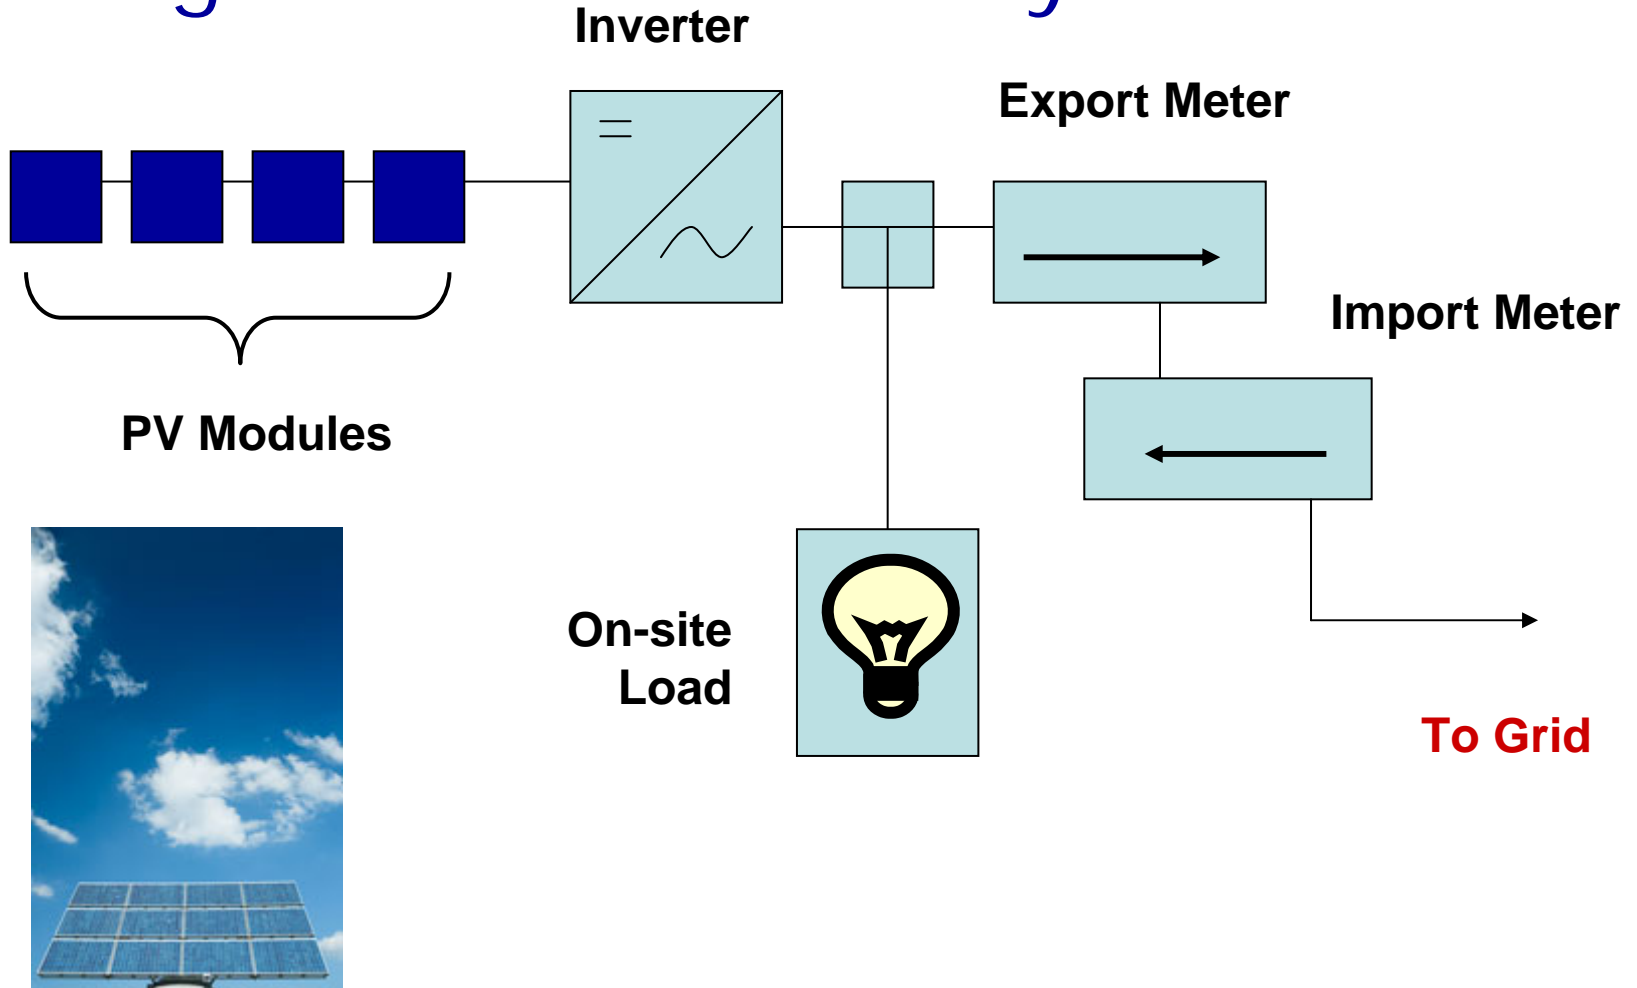 Inverter
Export Meter
Import Meter
PV Modules
On-site
Load
To Grid